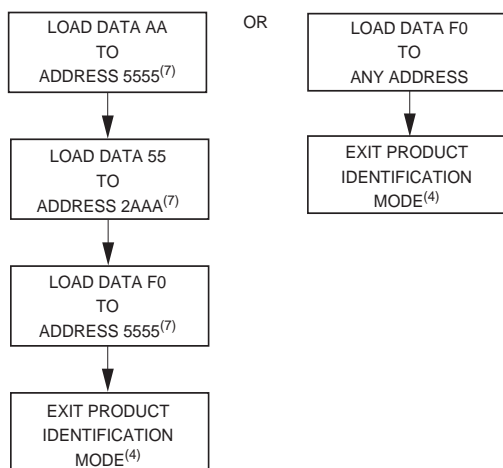 LOAD DATA AA
TO
ADDRESS 5555(7)
LOAD DATA 55
TO
ADDRESS 2AAA(7)
LOAD DATA F0
TO
ADDRESS 5555(7)
EXIT PRODUCT
IDENTIFICATION
MODE(4)
OR
LOAD DATA F0
TO
ANY ADDRESS
EXIT PRODUCT
IDENTIFICATION
MODE(4)